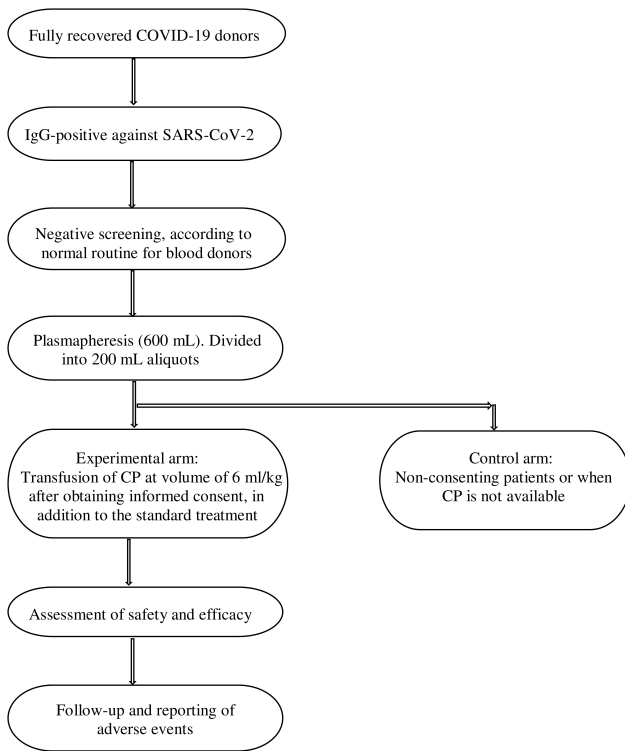 Fully recovered COVID-19 donors
IgG-positive against SARS-CoV-2
Negative screening, according to
normal routine for blood donors
Plasmapheresis (600 mL). Divided
into 200 mL aliquots
Experimental arm:
Transfusion of CP at volume of 6 ml/kg
after obtaining informed consent, in
addition to the standard treatment
Control arm:
Non-consenting patients or when
CP is not available
Assessment of safety and efficacy
Follow-up and reporting of
adverse events